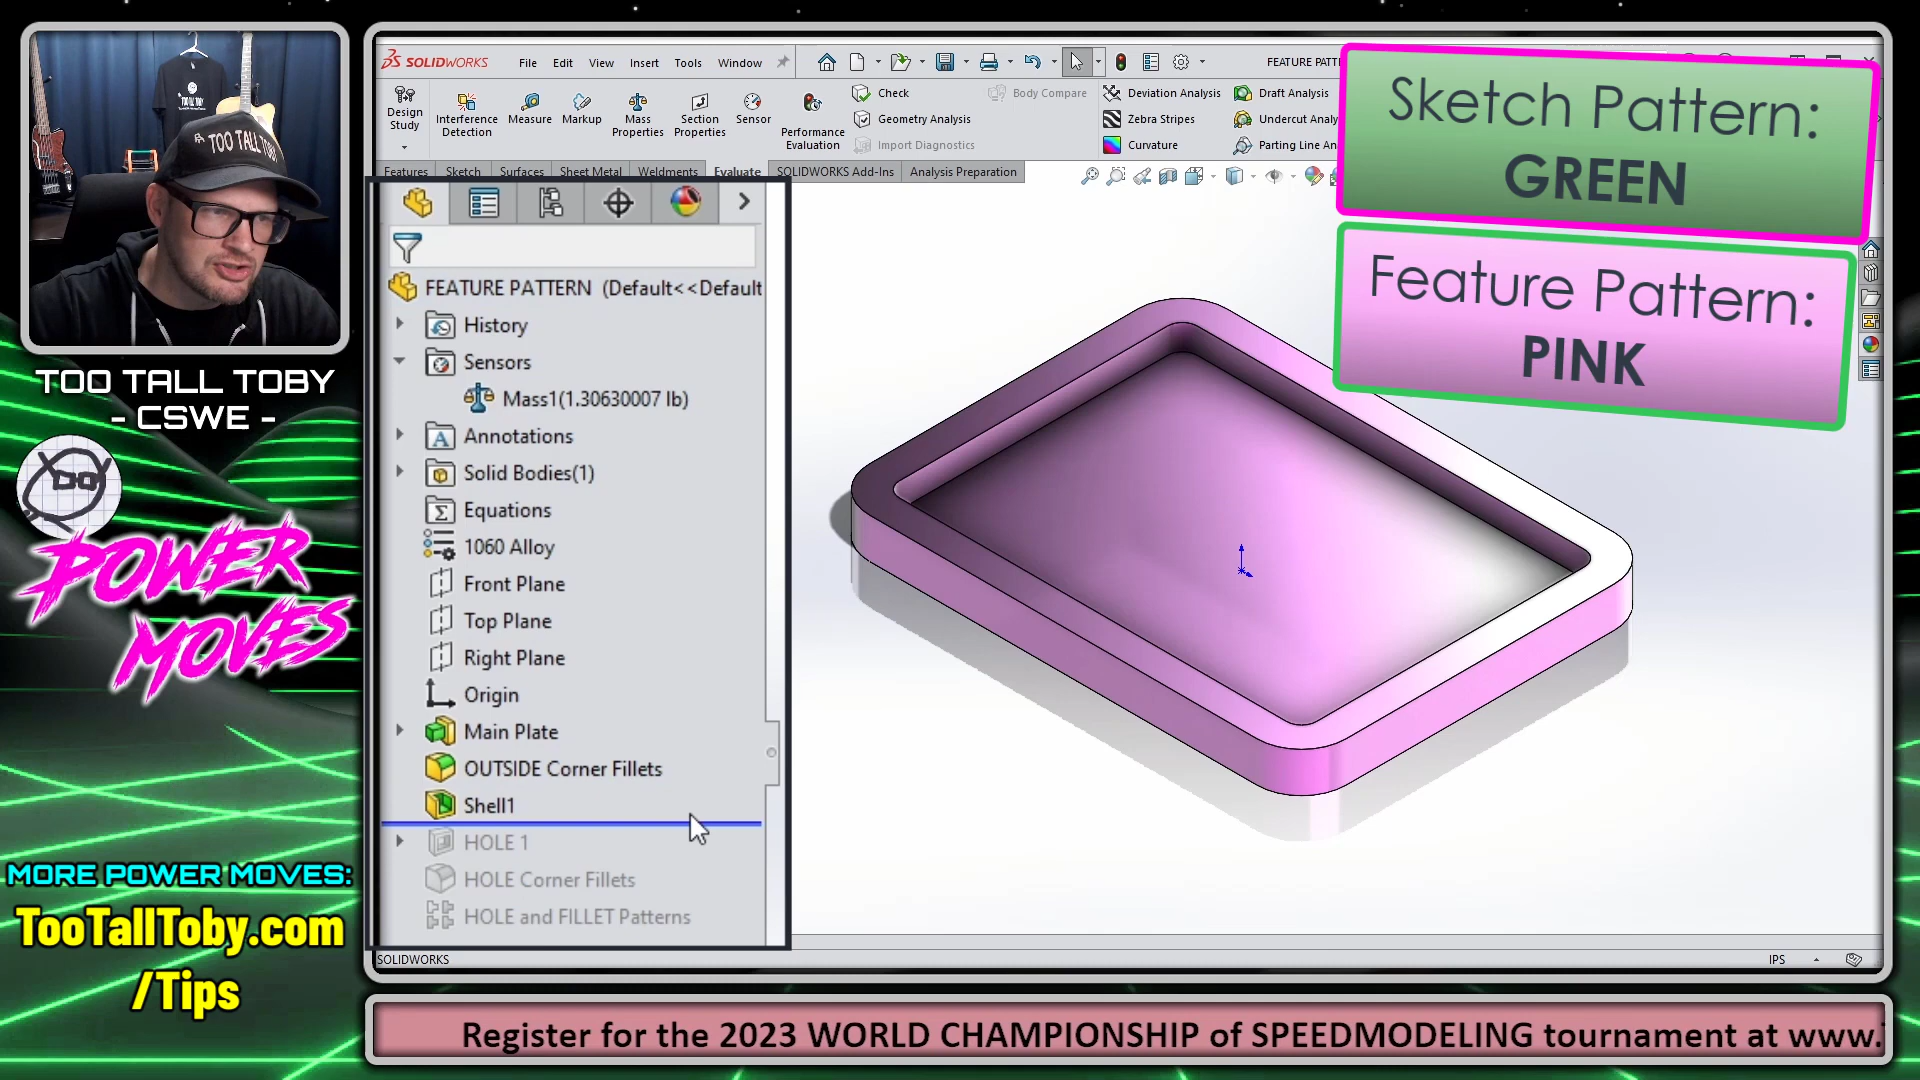 TOO TALL TOBY
TOO TALL TOBY
- CSWE -
POWER
MOVES
MORE POWER MOVES:
TooTallToby.com
/Tips
SOLIDWORKS
File
Edit
View
Insert
Tools
Window
Design
Study
Interference
Detection
Measure
Markup
Mass
Properties
Section
Properties
Sensor
Performance
Evaluation
Check
Geometry Analysis
Import Diagnostics
Body Compare
Deviation Analysis
Zebra Stripes
Curvature
Draft Analysis
Undercut
Parting Line
Features
Sketch
Surfaces
Sheet Metal
Weldments
Evaluate
SOLIDWORKS Add-Ins
Analysis Preparation
FEATURE PATTERN (Default<<Default
History
Sensors
Mass1(1.30630007 lb)
Annotations
Solid Bodies(1)
Equations
1060 Alloy
Front Plane
Top Plane
Right Plane
Origin
Main Plate
OUTSIDE Corner Fillets
Shell1
HOLE 1
HOLE Corner Fillets
HOLE and FILLET Patterns
Sketch Pattern:
GREEN
Feature Pattern:
PINK
SOLIDWORKS
IPS
Register for the 2023 WORLD CHAMPIONSHIP of SPEEDMODELING tournament at www.